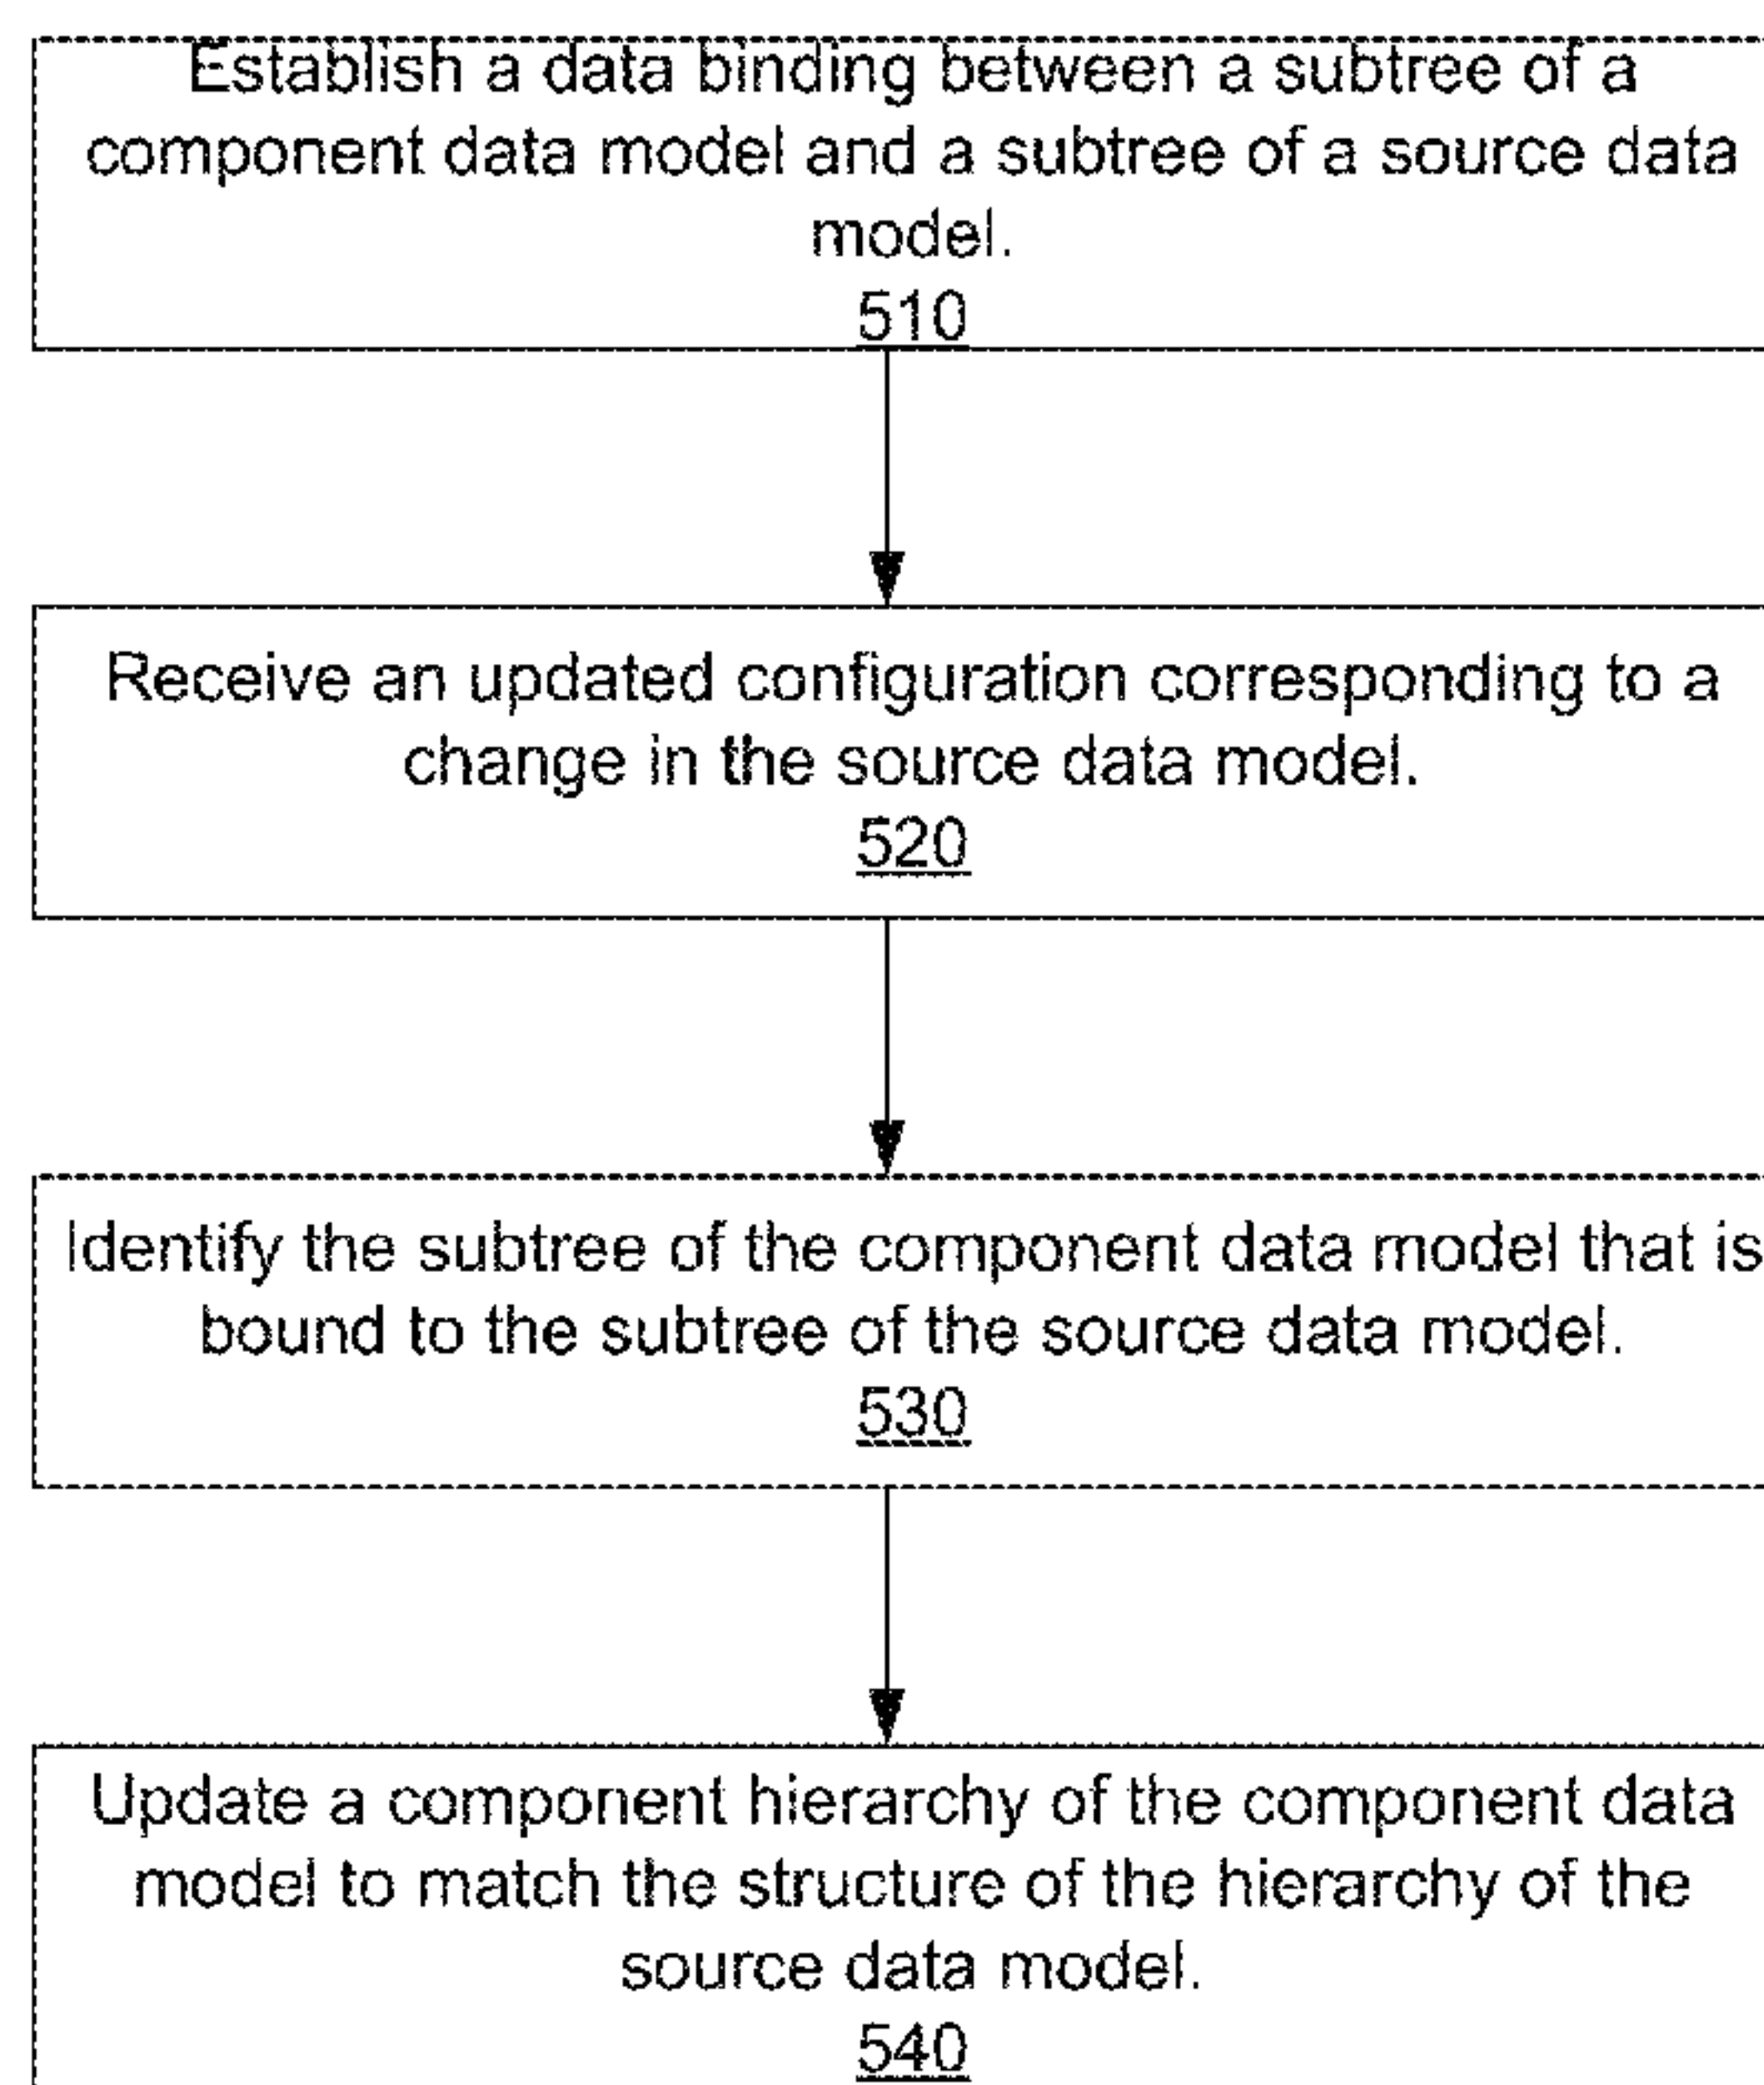 Establish a data binding between a subtree of a
component data model and a subtree of a source data
model.
510
Receive an updated configuration corresponding to a
change in the source data model.
520
Identify the subtree of the component data model that is
bound to the subtree of the source data model.
530
Update a component hierarchy of the component data
model to match the structure of the hierarchy of the
source data model.
540